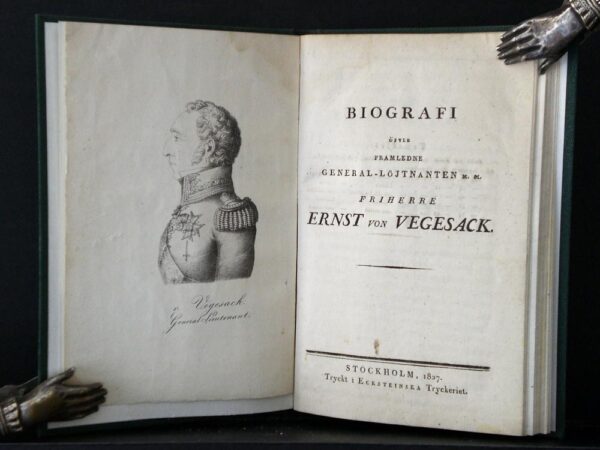 v. Vegesack.
General-Lieutenant.
BIOGRAFI
ÖFVER
FRAMLEDNE
GENERAL-LÖJTNANTEN M. M.
FRIHERRE
ERNST VON VEGESACK.
STOCKHOLM, 1827.
Tryckt i ECKSTEINSKA Tryckeriet.